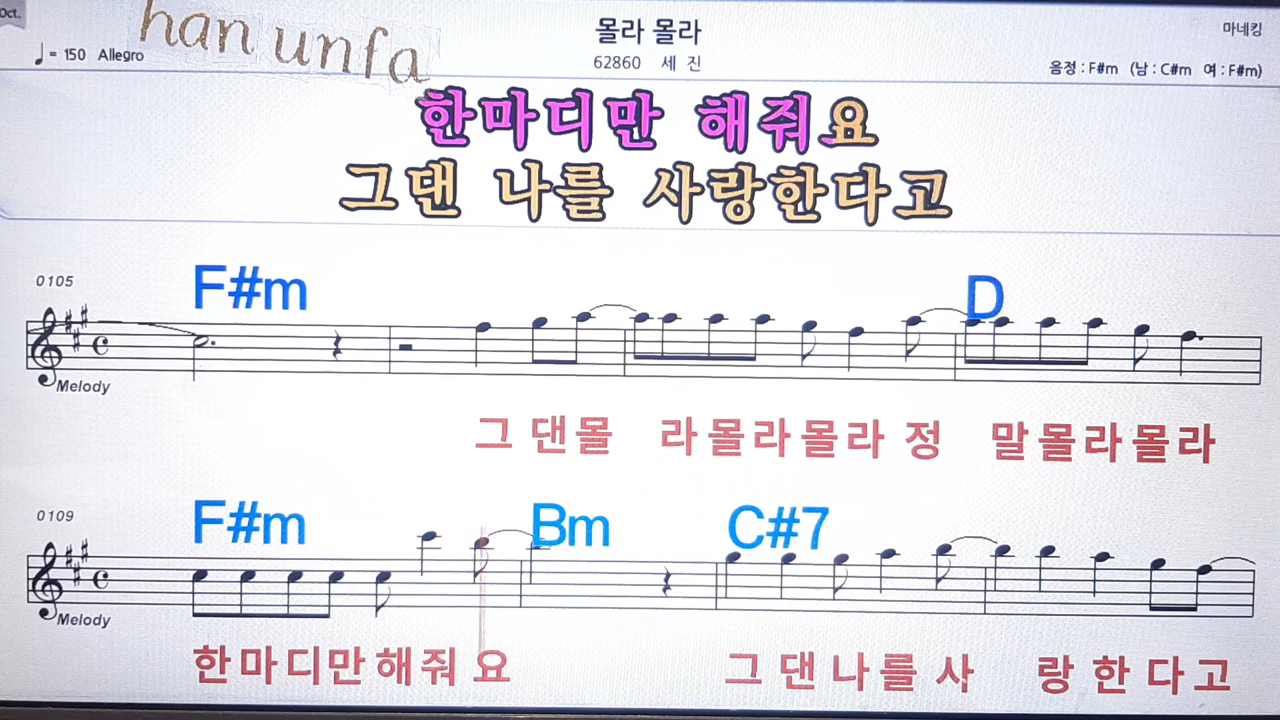 Oct.
han unfa
몰라 몰라
마네킹
♩= 150 Allegro
62860 세 진
음정 : F#m (남 : C#m 여 : F#m)
한마디만 해줘요
그댄 나를 사랑한다고
0105
F#m D
Melody
그 댄 몰 라 몰 라 몰 라 정 말 몰 라 몰 라
0109
F#m Bm C#7
Melody
한 마 디 만 해 줘 요 그 댄 나 를 사 랑 한 다 고